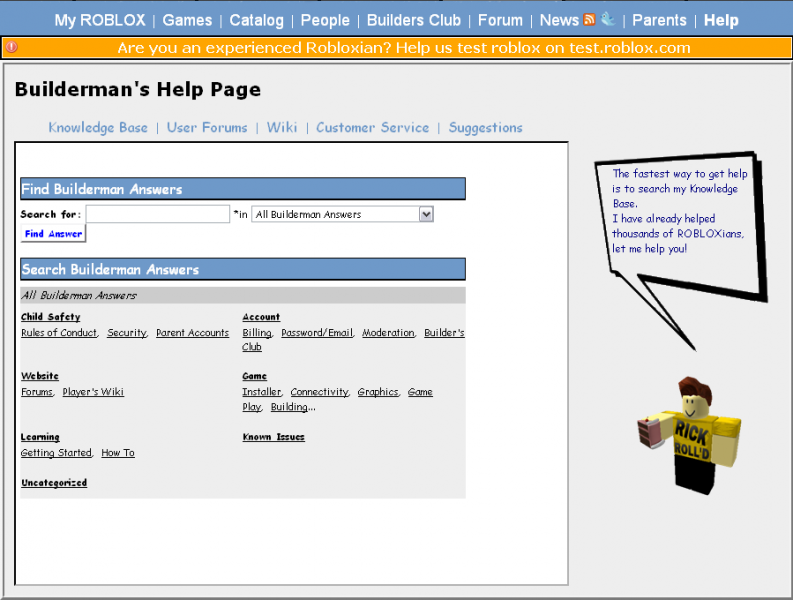 My ROBLOX | Games | Catalog | People | Builders Club | Forum | News | Parents | Help
Are you an experienced Robloxian? Help us test roblox on test.roblox.com
Builderman's Help Page
Knowledge Base | User Forums | Wiki | Customer Service | Suggestions
Find Builderman Answers
Search for: *in All Builderman Answers
Find Answer
Search Builderman Answers
All Builderman Answers
Child Safety
Rules of Conduct, Security, Parent Accounts
Account
Billing, Password/Email, Moderation, Builder's
Club
Website
Forums, Player's Wiki
Game
Installer, Connectivity, Graphics, Game
Play, Building...
Learning
Getting Started, How To
Known Issues
Uncategorized
The fastest way to get help
is to search my Knowledge
Base.
I have already helped
thousands of ROBLOXians,
let me help you!
RICK
ROLL'D